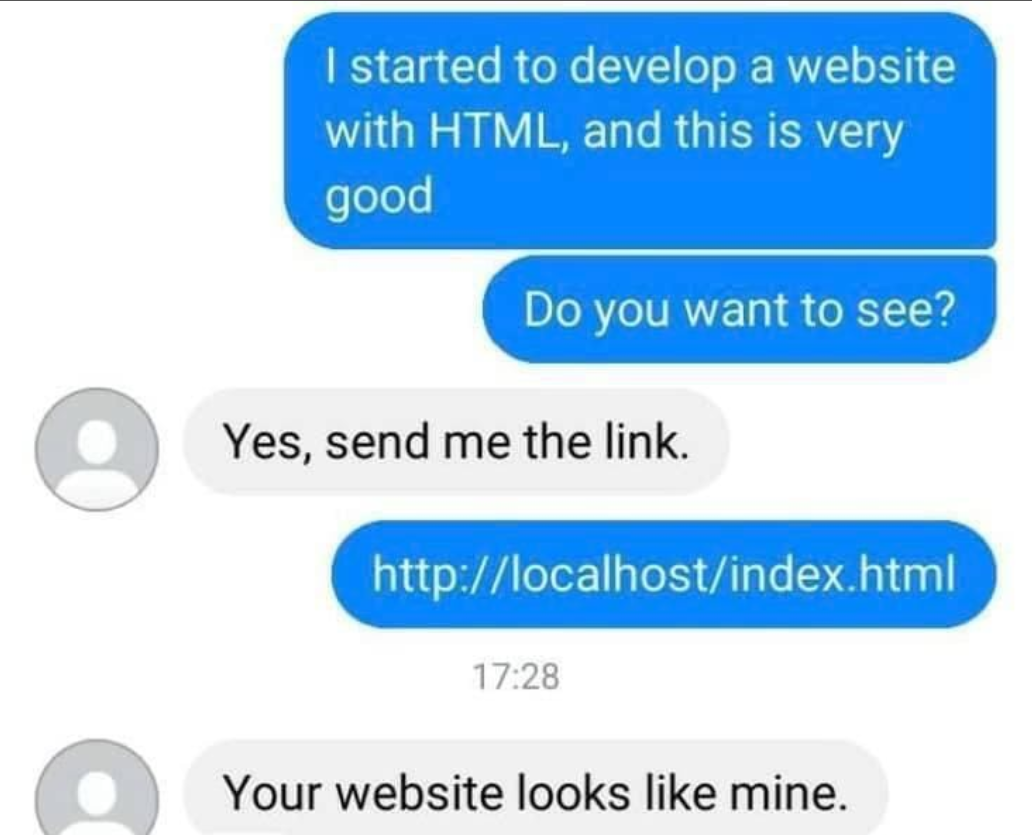 I started to develop a website
with HTML, and this is very
good
Do you want to see?
Yes, send me the link.
http://localhost/index.html
17:28
Your website looks like mine.